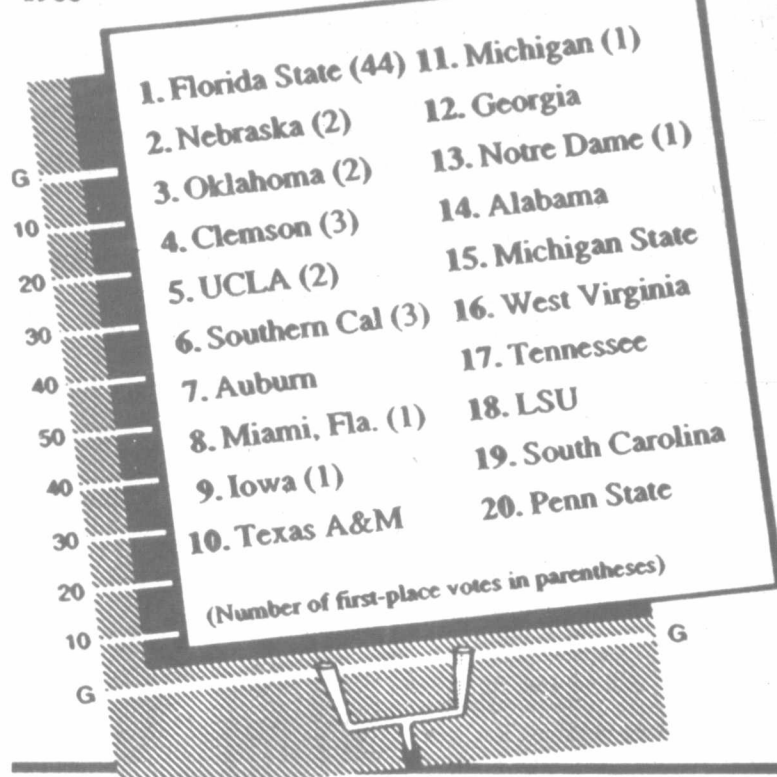 1. Florida State (44)
2. Nebraska (2)
3. Oklahoma (2)
4. Clemson (3)
5. UCLA (2)
6. Southern Cal (3)
7. Auburn
8. Miami, Fla. (1)
9. Iowa (1)
10. Texas A&M
11. Michigan (1)
12. Georgia
13. Notre Dame (1)
14. Alabama
15. Michigan State
16. West Virginia
17. Tennessee
18. LSU
19. South Carolina
20. Penn State
(Number of first-place votes in parentheses)
G
10
20
30
40
50
40
30
20
10
G
G